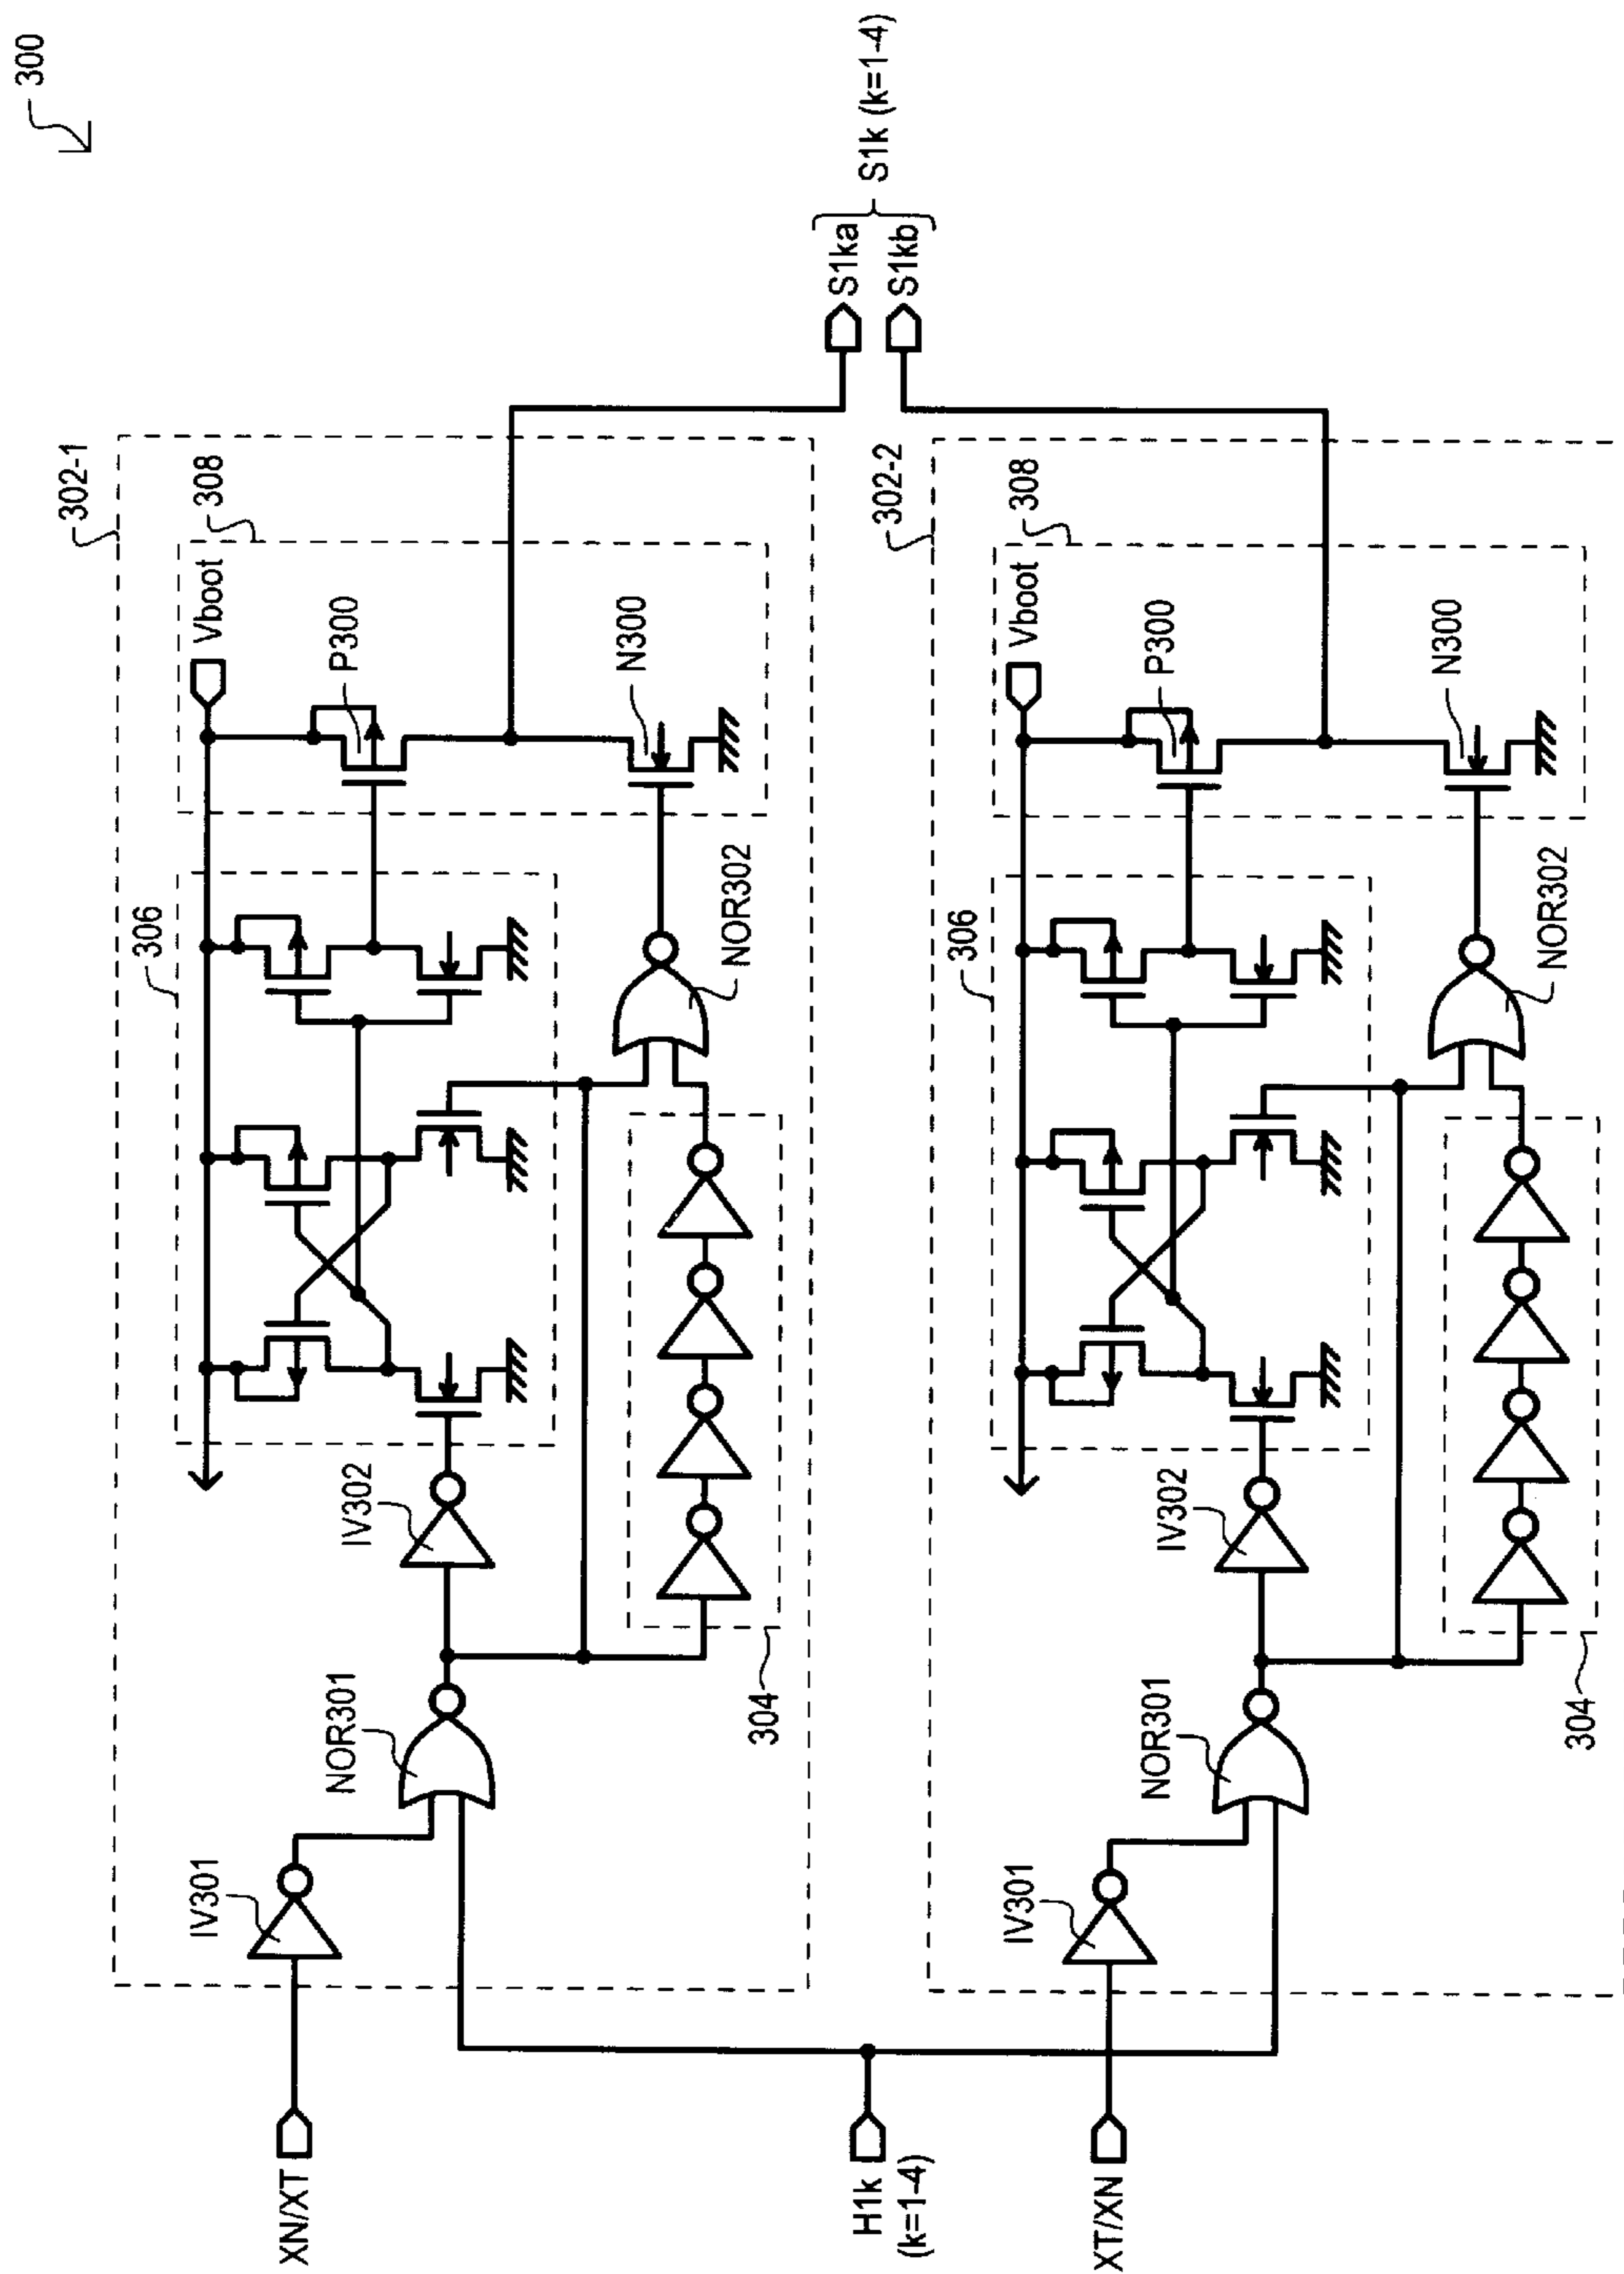 300
302-1
306
308
Vboot
P300
N300
IV301
NOR301
IV302
NOR302
304
XN/XT
S1ka
S1kb
S1k (k=1-4)
H1k
(k=1-4)
302-2
306
308
Vboot
P300
N300
IV301
NOR301
IV302
NOR302
304
XT/XN